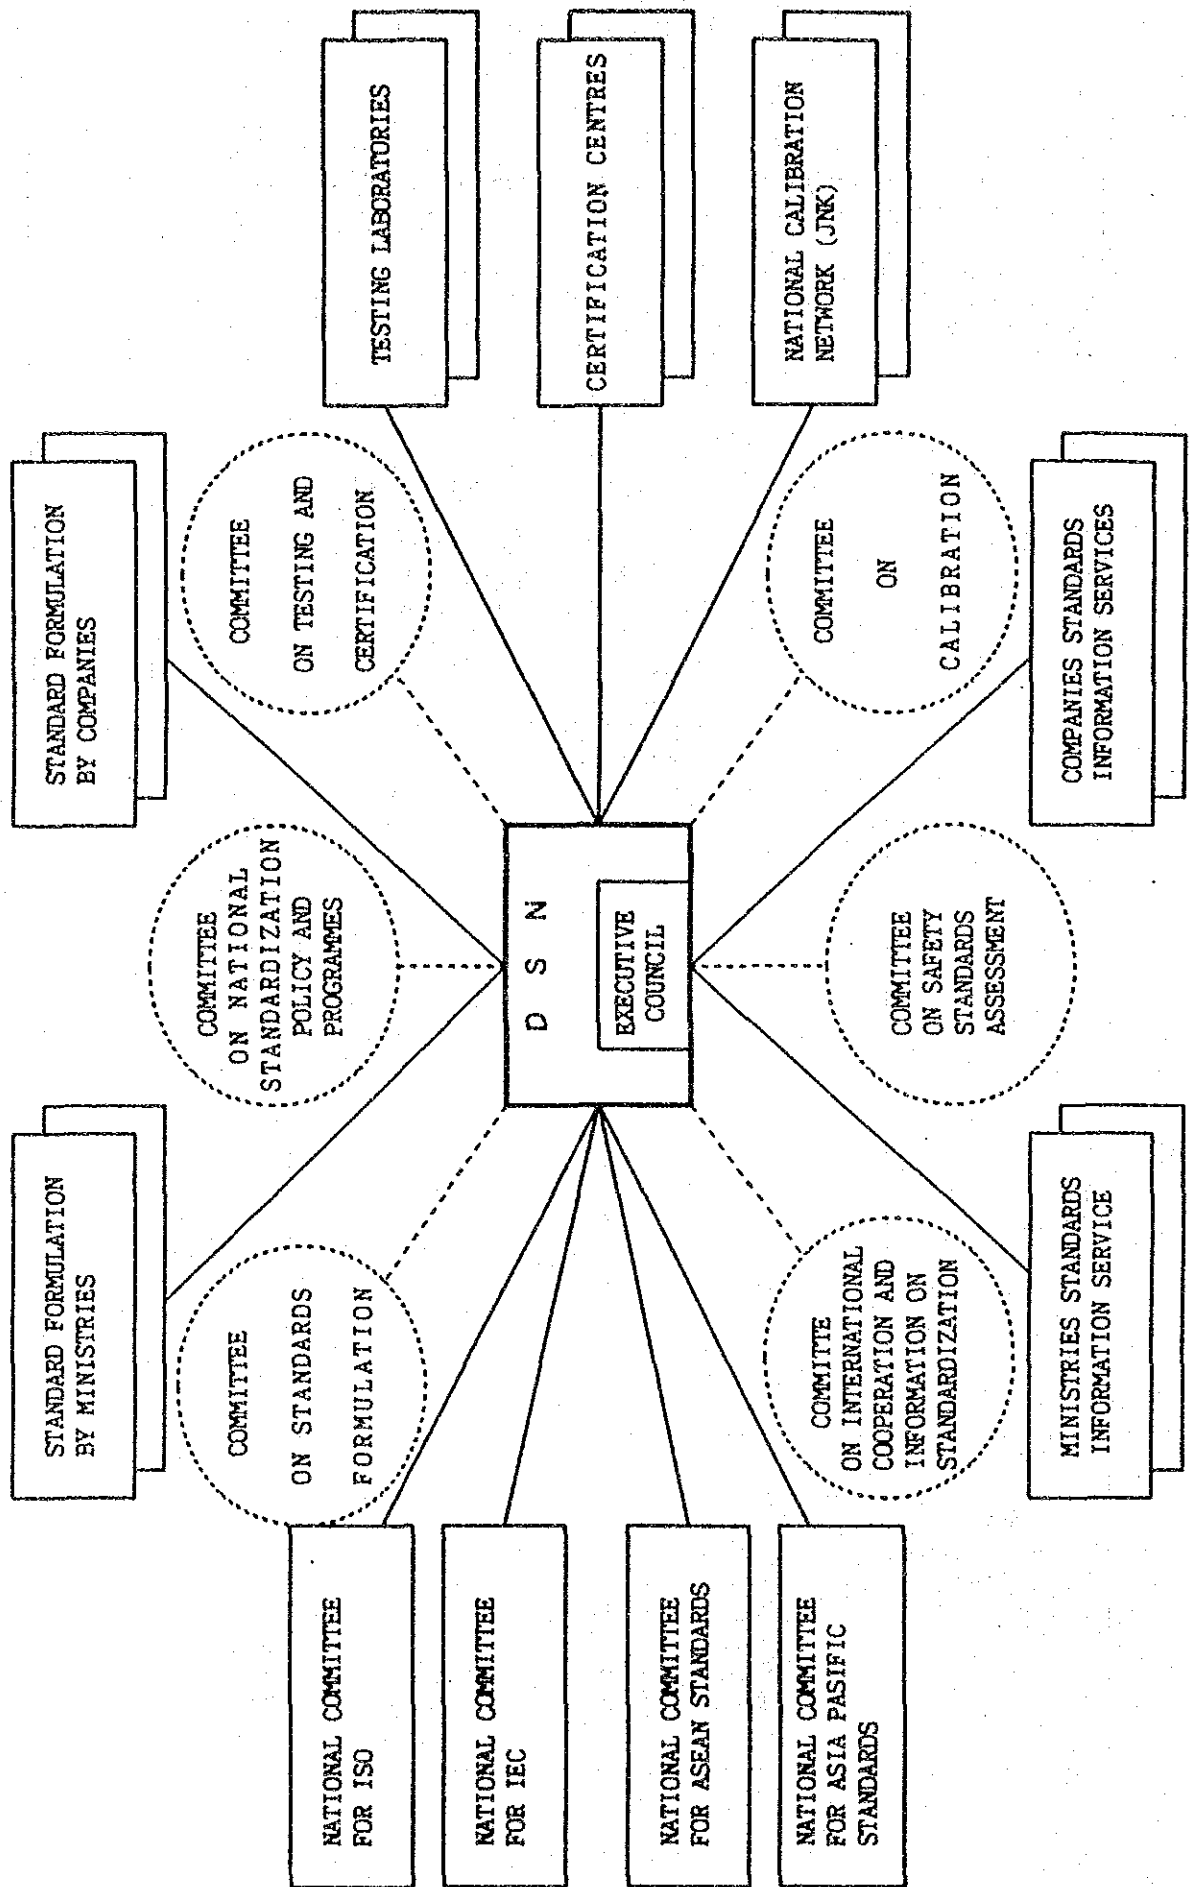 STANDARD FORMULATION
BY MINISTRIES
STANDARD FORMULATION
BY COMPANIES
COMMITTEE
ON NATIONAL
STANDARDIZATION
POLICY AND
PROGRAMMES
COMMITTEE
ON STANDARDS
FORMULATION
COMMITTEE
ON TESTING AND
CERTIFICATION
NATIONAL COMMITTEE
FOR ISO
NATIONAL COMMITTEE
FOR IEC
NATIONAL COMMITTEE
FOR ASEAN STANDARDS
NATIONAL COMMITTEE
FOR ASIA PASIFIC
STANDARDS
D S N
EXECUTIVE
COUNCIL
TESTING LABORATORIES
CERTIFICATION CENTRES
NATIONAL CALIBRATION
NETWORK (JNK)
COMMITTE
ON INTERNATIONAL
COOPERATION AND
INFORMATION ON
STANDARDIZATION
COMMITTEE
ON SAFETY
STANDARDS
ASSESSMENT
COMMITTEE
ON
CALIBRATION
MINISTRIES STANDARDS
INFORMATION SERVICE
COMPANIES STANDARDS
INFORMATION SERVICES